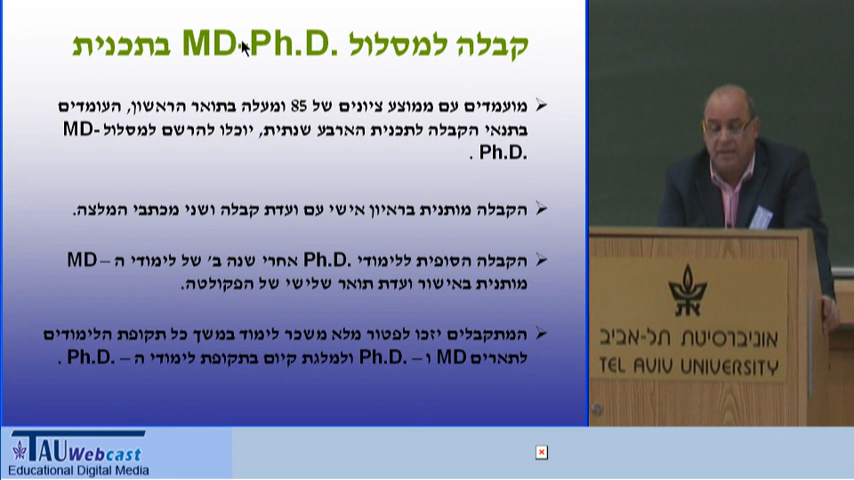 קבלה למסלול MD-Ph.D. בתכנית
מועמדים עם ממוצע ציונים של 85 ומעלה בתואר הראשון, העומדים
בתנאי הקבלה לתכנית הארבע שנתית, יוכלו להרשם למסלול MD-
Ph.D. .
הקבלה מותנית בראיון אישי עם ועדת קבלה ושני מכתבי המלצה.
הקבלה הסופית ללימודי Ph.D. אחרי שנה ב' של לימודי ה – MD
מותנית באישור ועדת תואר שלישי של הפקולטה.
המתקבלים יזכו לפטור מלא משכר לימוד במשך כל תקופת הלימודים
לתארים MD ו – Ph.D. ולמלגת קיום בתקופת לימודי ה – Ph.D. .
אוניברסיטת תל-אביב
TEL AVIV UNIVERSITY
TAU Webcast
Educational Digital Media